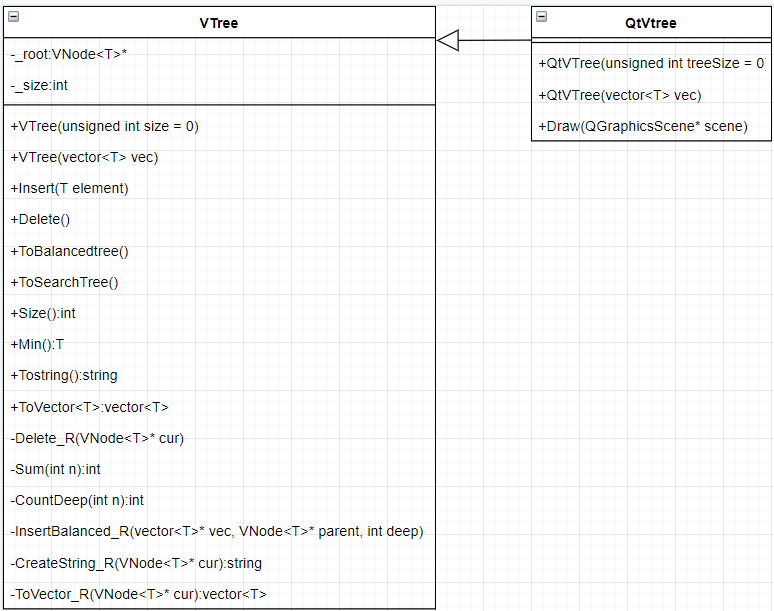 VTree
-_root:VNode<T>*
-_size:int
+VTree(unsigned int size = 0)
+VTree(vector<T> vec)
+Insert(T element)
+Delete()
+ToBalancedtree()
+ToSearchTree()
+Size():int
+Min():T
+Tostring():string
+ToVector<T>:vector<T>
-Delete_R(VNode<T>* cur)
-Sum(int n):int
-CountDeep(int n):int
-InsertBalanced_R(vector<T>* vec, VNode<T>* parent, int deep)
-CreateString_R(VNode<T>* cur):string
-ToVector_R(VNode<T>* cur):vector<T>
QtVtree
+QtVTree(unsigned int treeSize = 0)
+QtVTree(vector<T> vec)
+Draw(QGraphicsScene* scene)